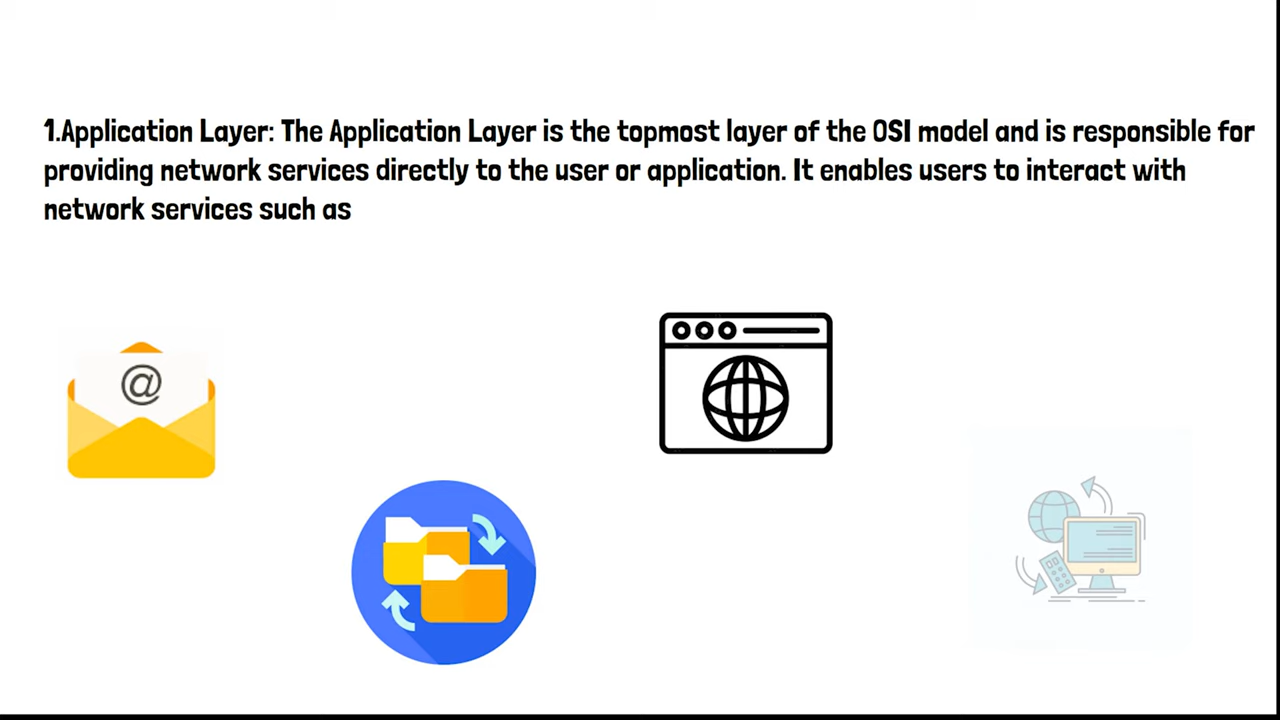 1.Application Layer: The Application Layer is the topmost layer of the OSI model and is responsible for
providing network services directly to the user or application. It enables users to interact with
network services such as
@